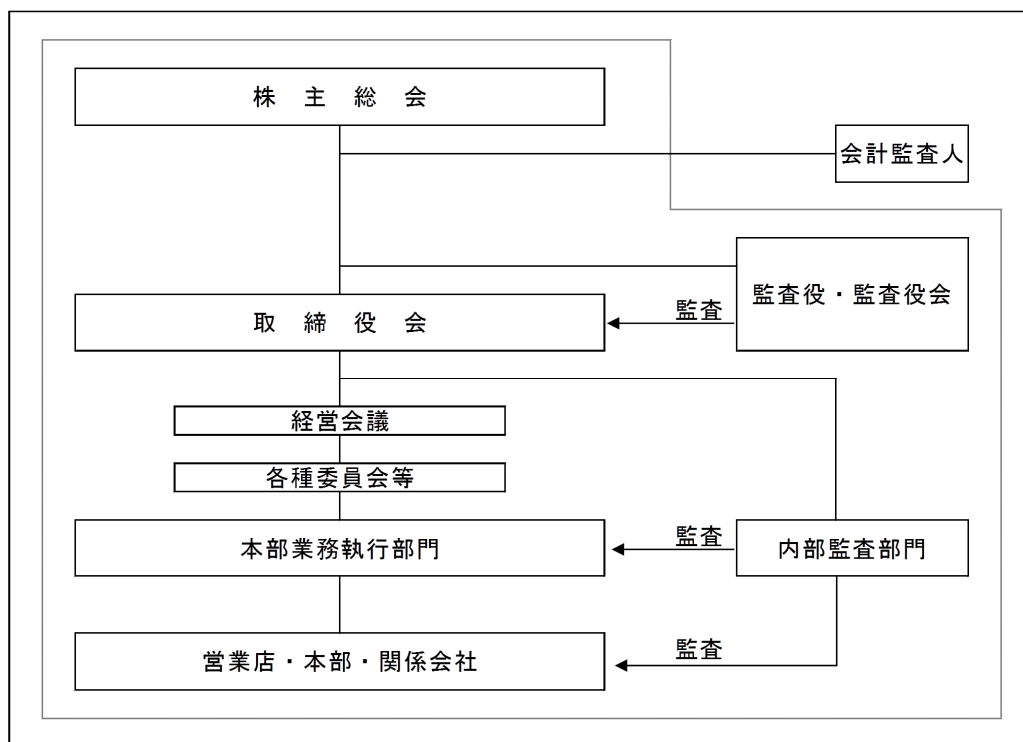 株 主 総 会
会計監査人
監査役・監査役会
監査
取 締 役 会
経営会議
各種委員会等
本部業務執行部門
監査
内部監査部門
営業店・本部・関係会社
監査